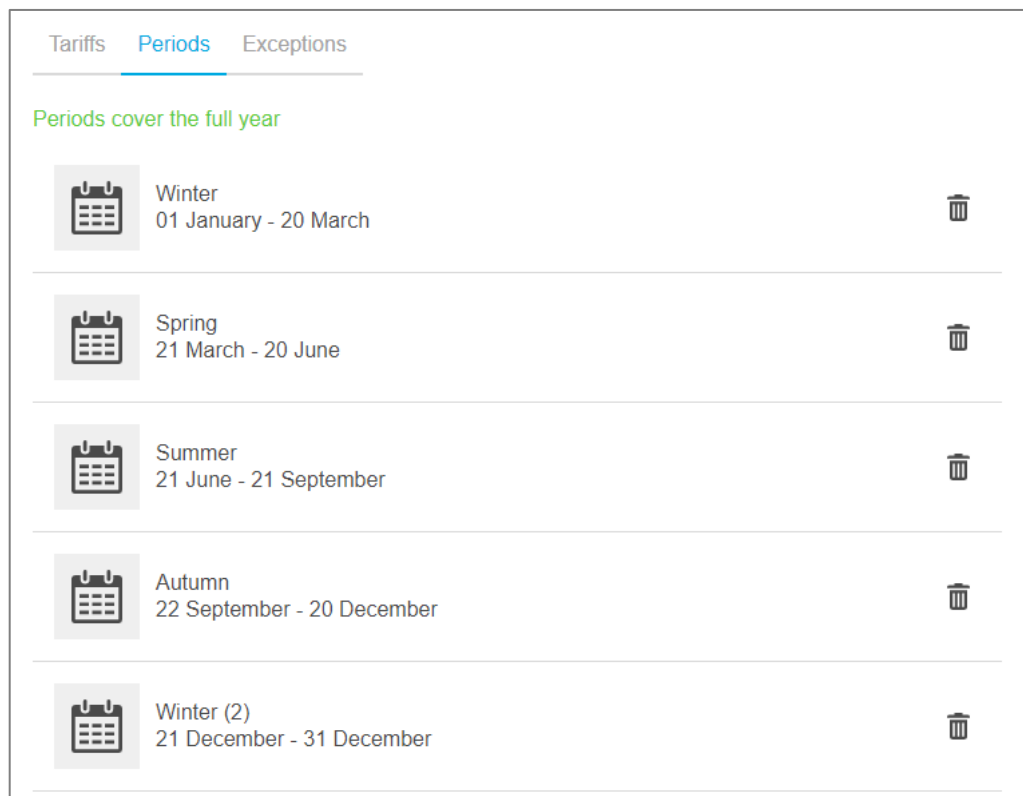 Tariffs Periods Exceptions
Periods cover the full year
Winter
01 January - 20 March
Spring
21 March - 20 June
Summer
21 June - 21 September
Autumn
22 September - 20 December
Winter (2)
21 December - 31 December